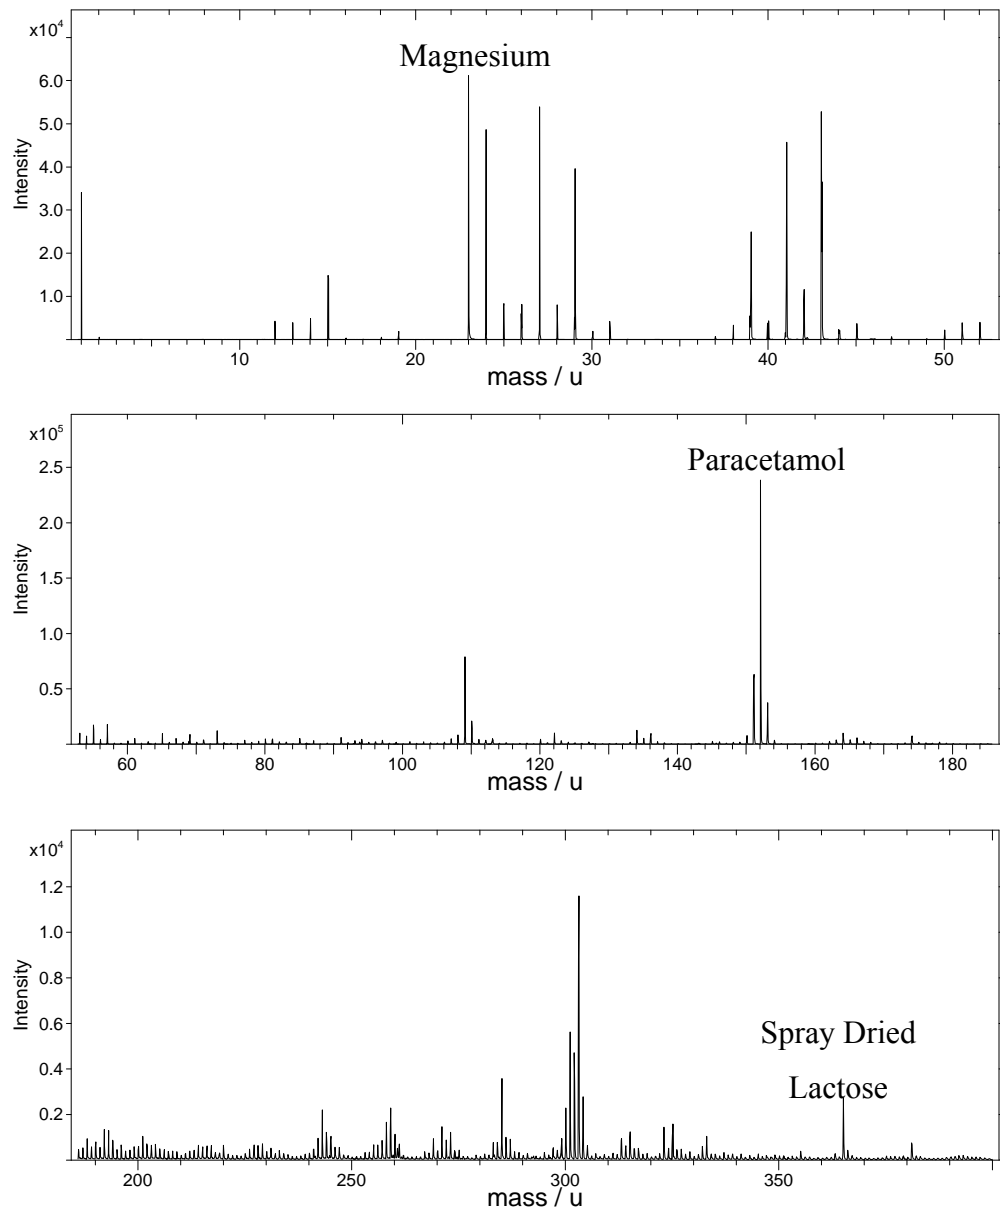 x10⁴
Magnesium
6.0
5.0
4.0
3.0
2.0
1.0
Intensity
10 20 30 40 50
mass / u
x10⁵
Paracetamol
2.5
2.0
1.5
1.0
0.5
Intensity
60 80 100 120 140 160 180
mass / u
x10⁴
1.2
1.0
0.8
0.6
0.4
0.2
Intensity
Spray Dried
Lactose
200 250 300 350
mass / u